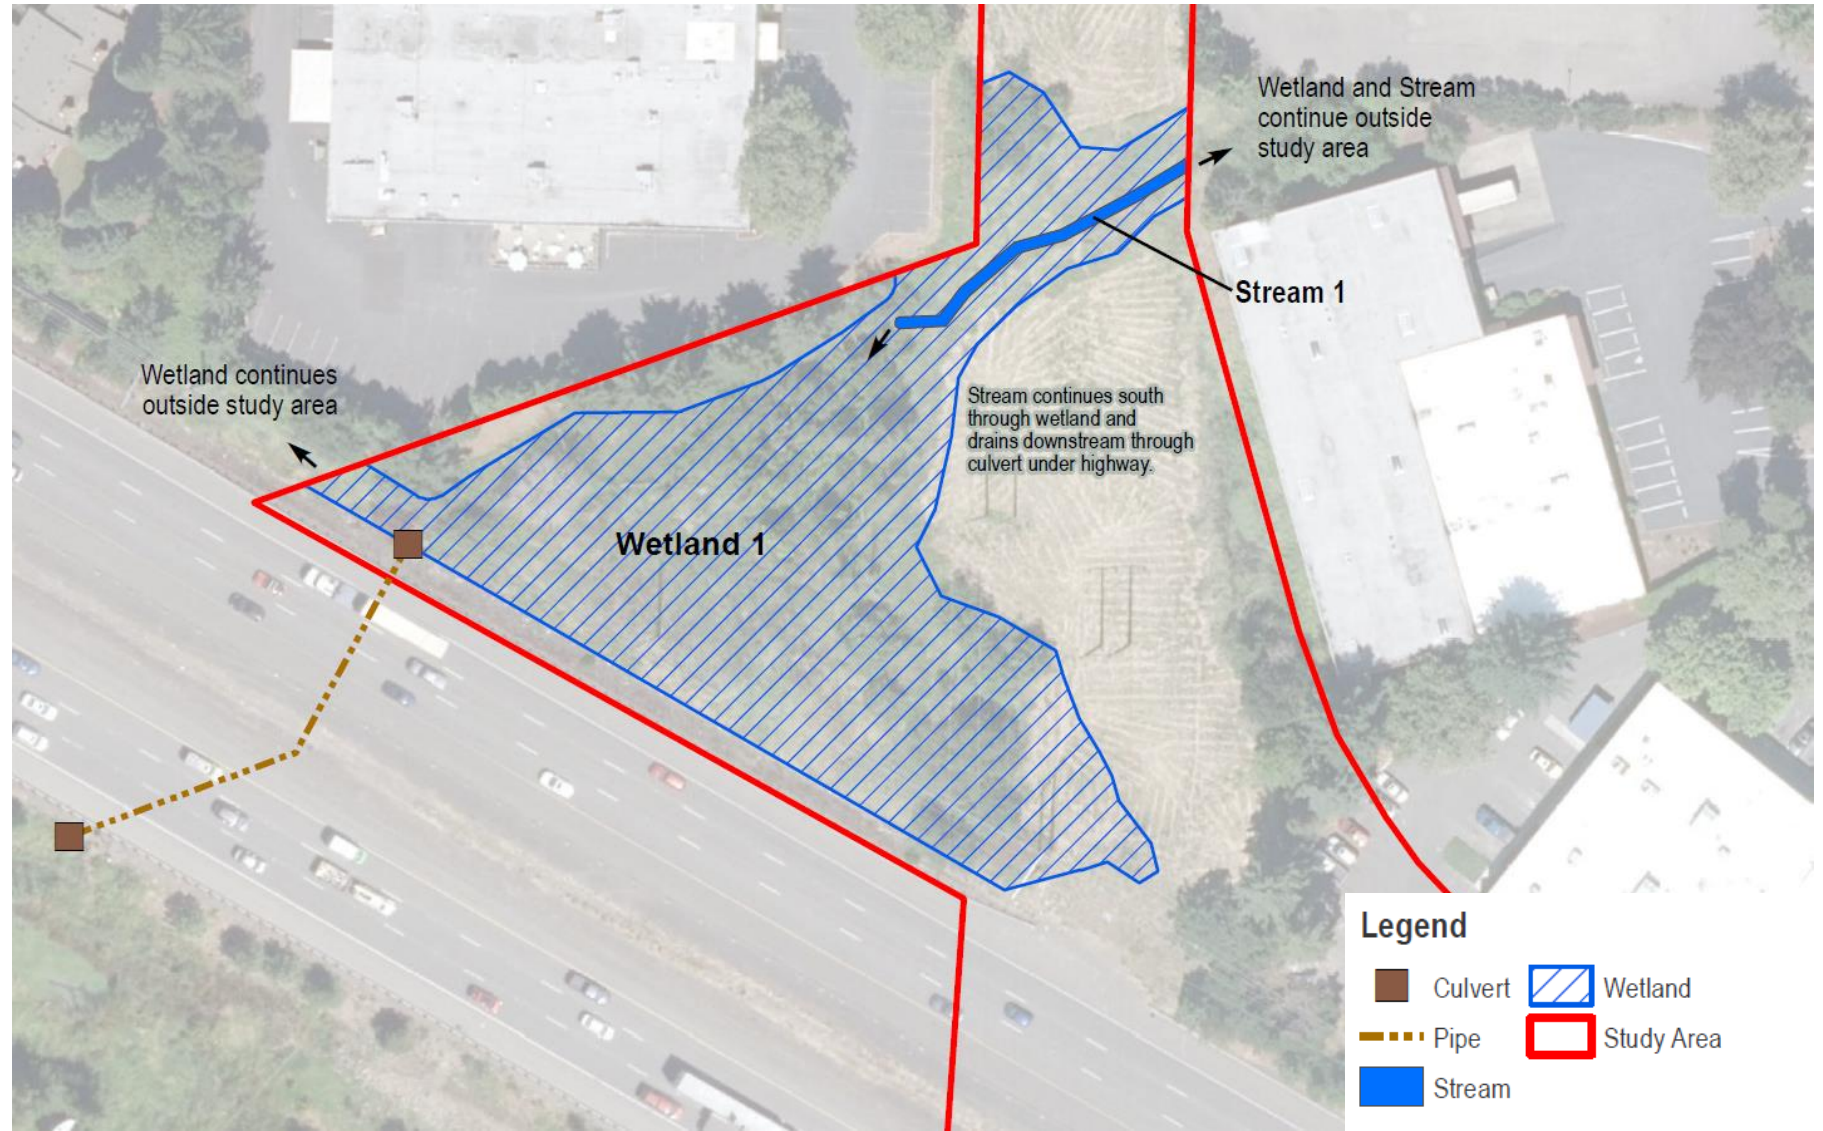 Wetland and Stream
continue outside
study area
Stream 1
Wetland continues
outside study area
Stream continues south
through wetland and
drains downstream through
culvert under highway.
Wetland 1
Legend
Culvert
Wetland
Pipe
Study Area
Stream